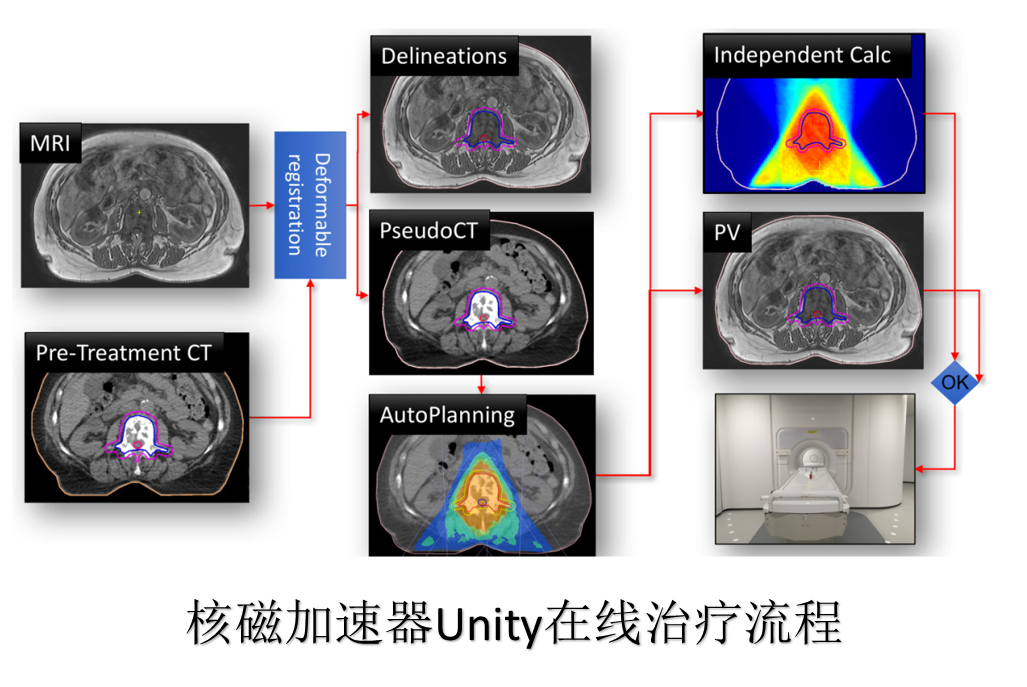 MRI
Pre-Treatment CT
Deformable
registration
Delineations
PseudoCT
AutoPlanning
Independent Calc
PV
OK
核磁加速器Unity在线治疗流程